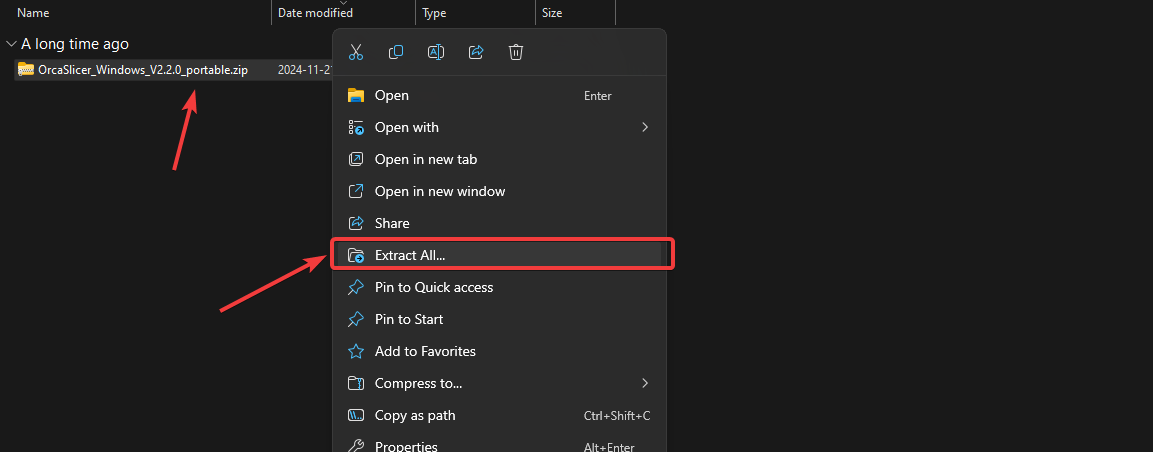 Name Date modified Type Size
A long time ago
OrcaSlicer_Windows_V2.2.0_portable.zip 2024-11-21
Open Enter
Open with
Open in new tab
Open in new window
Share
Extract All...
Pin to Quick access
Pin to Start
Add to Favorites
Compress to...
Copy as path Ctrl+Shift+C
Properties Alt+Enter